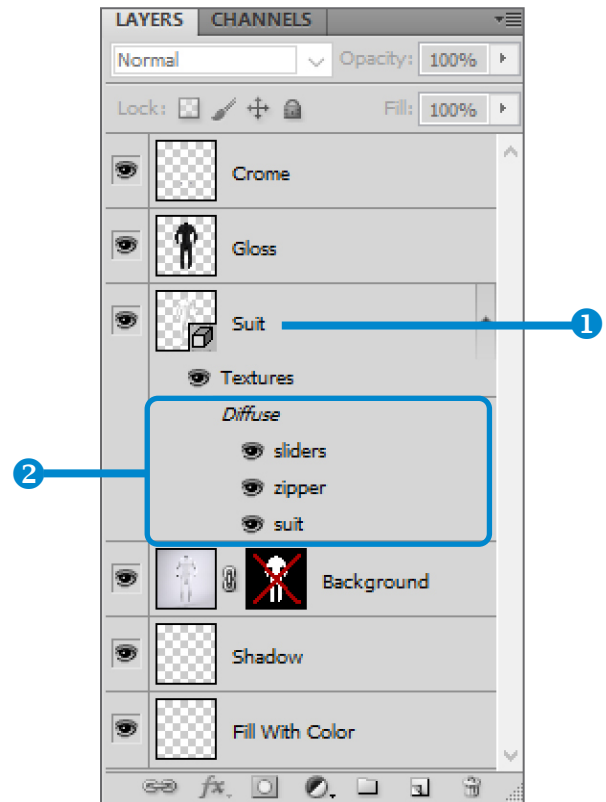 LAYERS CHANNELS
Normal Opacity: 100%
Lock: Fill: 100%
Crome
Gloss
Suit 1
Textures
Diffuse
sliders
2
zipper
suit
Background
Shadow
Fill With Color
fx.